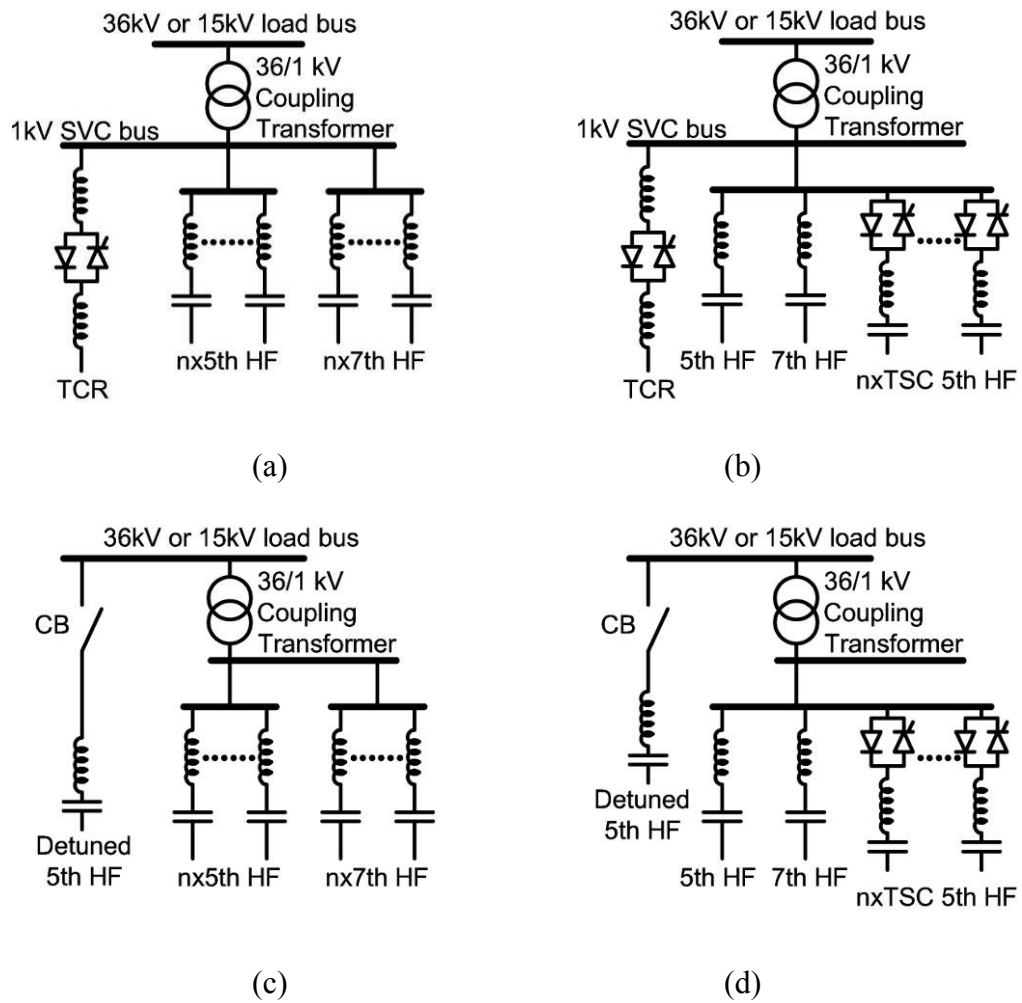 36kV or 15kV load bus
36/1 kV
Coupling
Transformer
1kV SVC bus
nx5th HF
nx7th HF
TCR
(a)
36kV or 15kV load bus
36/1 kV
Coupling
Transformer
1kV SVC bus
5th HF
7th HF
nxTSC 5th HF
TCR
(b)
36kV or 15kV load bus
36/1 kV
Coupling
Transformer
CB
Detuned
5th HF
nx5th HF
nx7th HF
(c)
36kV or 15kV load bus
36/1 kV
Coupling
Transformer
CB
Detuned
5th HF
5th HF
7th HF
nxTSC 5th HF
(d)